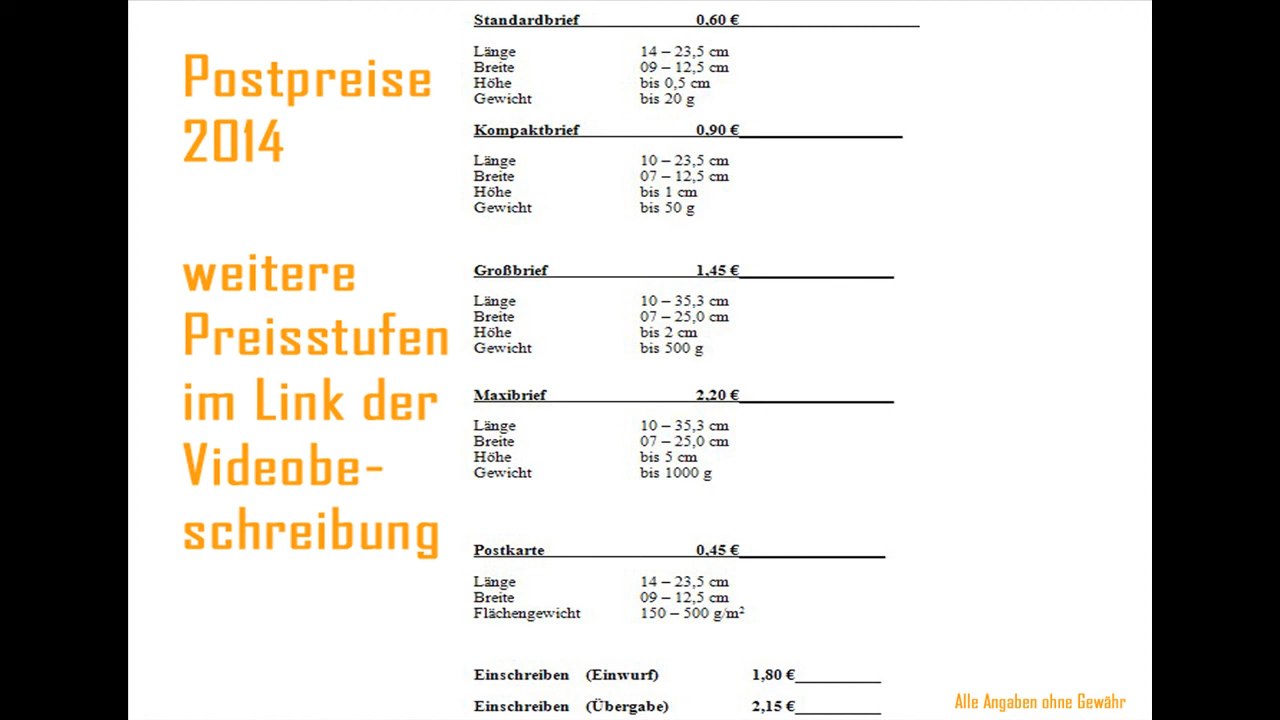 Postpreise
2014
weitere
Preisstufen
im Link der
Videobe-
schreibung
Standardbrief 0,60 €
Länge 14 – 23,5 cm
Breite 09 – 12,5 cm
Höhe bis 0,5 cm
Gewicht bis 20 g
Kompaktbrief 0,90 €
Länge 10 – 23,5 cm
Breite 07 – 12,5 cm
Höhe bis 1 cm
Gewicht bis 50 g
Großbrief 1,45 €
Länge 10 – 35,3 cm
Breite 07 – 25,0 cm
Höhe bis 2 cm
Gewicht bis 500 g
Maxibrief 2,20 €
Länge 10 – 35,3 cm
Breite 07 – 25,0 cm
Höhe bis 5 cm
Gewicht bis 1000 g
Postkarte 0,45 €
Länge 14 – 23,5 cm
Breite 09 – 12,5 cm
Flächengewicht 150 – 500 g/m²
Einschreiben (Einwurf) 1,80 €
Einschreiben (Übergabe) 2,15 €
Alle Angaben ohne Gewähr